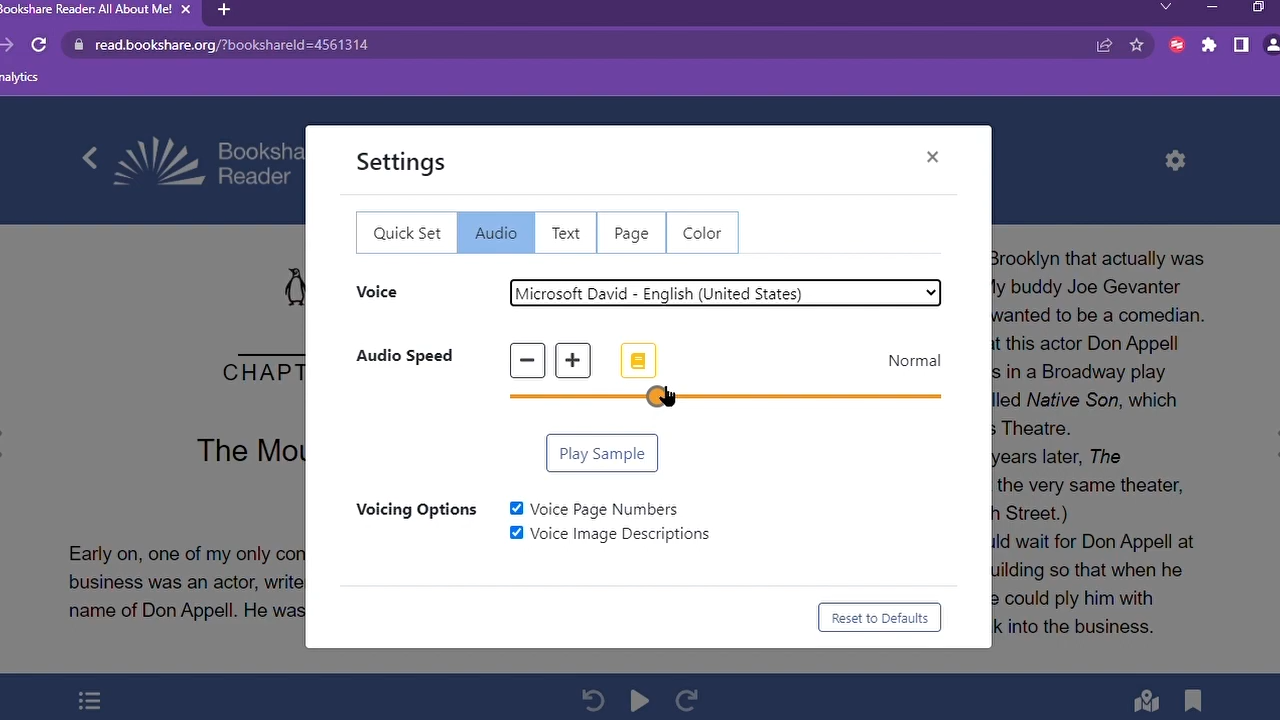 Bookshare Reader: All About Me!
read.bookshare.org/?bookshareId=4561314
nalytics
Booksha
Reader
Settings
Quick Set Audio Text Page Color
Voice Microsoft David - English (United States)
Audio Speed Normal
Play Sample
Voicing Options Voice Page Numbers
Voice Image Descriptions
Reset to Defaults
CHAPT
The Mou
Early on, one of my only con
business was an actor, write
name of Don Appell. He was
Brooklyn that actually was
My buddy Joe Gevanter
wanted to be a comedian.
at this actor Don Appell
s in a Broadway play
lled Native Son, which
s Theatre.
years later, The
the very same theater,
h Street.)
uld wait for Don Appell at
uilding so that when he
e could ply him with
k into the business.